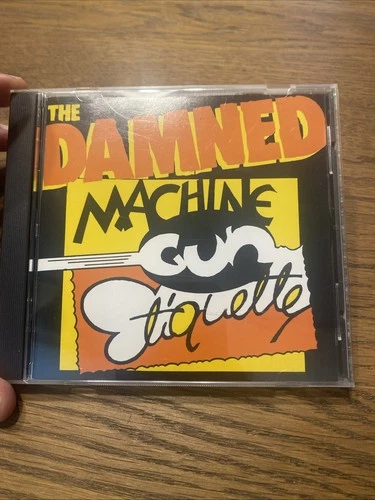 THE
DAMNED
MACHINE
GUN
Etiquette